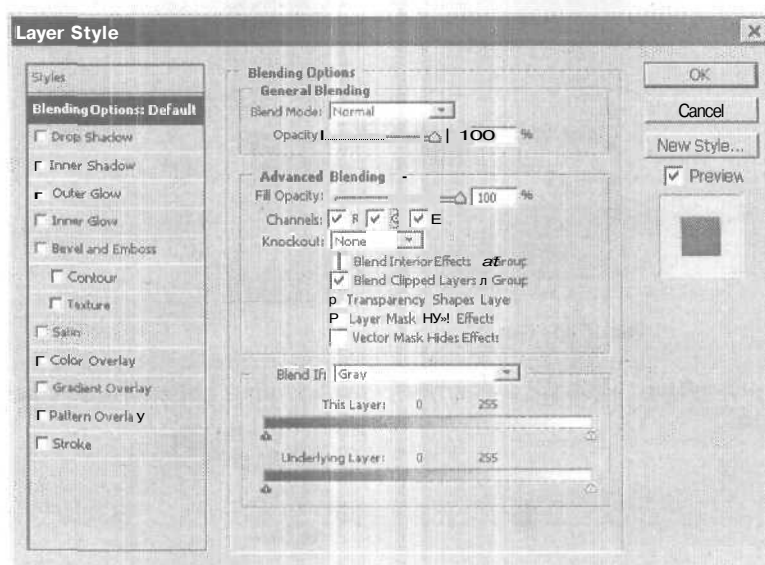 Layer Style
Styles
Blending Options: Default
Drop Shadow
Г Inner Shadow
г Outer Glow
Inner Glow
Bevel and Emboss
Contour
Texture
Satin
Г Color Overlay
Gradient Overlay
Г Pattern Overla у
Stroke
Blending Options
General Blending
Blend Mode: Normal
Opacity 100 %
Advanced Blending -
Fill Opacity: 100 %
Channels: R G E
Knockout: None
Blend Interior Effects at Group
Blend Clipped Layers л Group
р Transparency Shapes Laye
Р Layer Mask НУ»! Effects
Vector Mask Hides Effects
Blend If: Gray
This Layer: 0 255
Underlying Layer: 0 255
OK
Cancel
New Style...
Preview